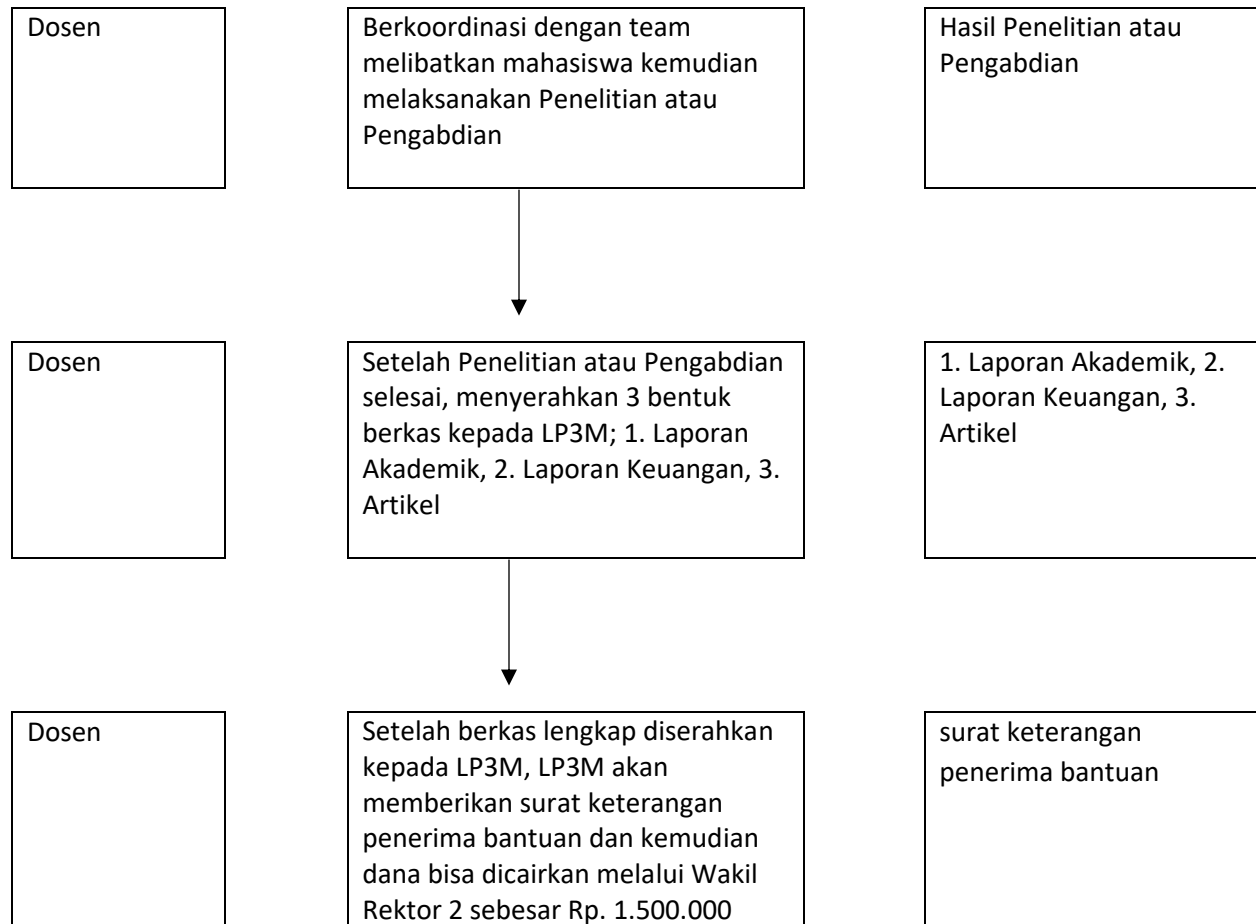 Dosen
Berkoordinasi dengan team
melibatkan mahasiswa kemudian
melaksanakan Penelitian atau
Pengabdian
Hasil Penelitian atau
Pengabdian
Dosen
Setelah Penelitian atau Pengabdian
selesai, menyerahkan 3 bentuk
berkas kepada LP3M; 1. Laporan
Akademik, 2. Laporan Keuangan, 3.
Artikel
1. Laporan Akademik, 2.
Laporan Keuangan, 3.
Artikel
Dosen
Setelah berkas lengkap diserahkan
kepada LP3M, LP3M akan
memberikan surat keterangan
penerima bantuan dan kemudian
dana bisa dicairkan melalui Wakil
Rektor 2 sebesar Rp. 1.500.000
surat keterangan
penerima bantuan